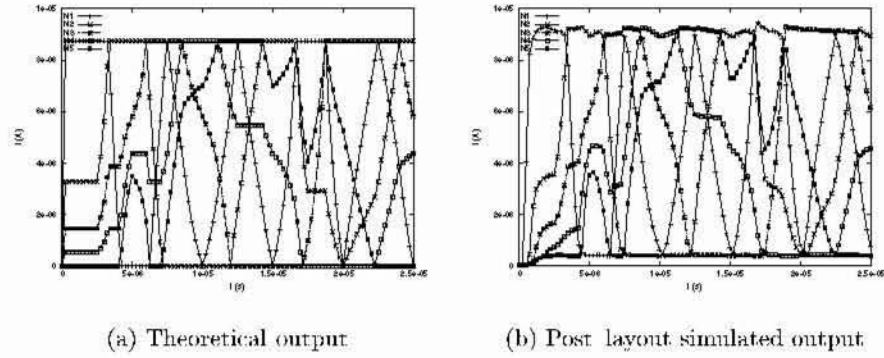 1e-05
8e-06
6e-06
4e-06
2e-06
0
I(A)
N1
N2
N3
N4
N5
0
5e-06
1e-05
1.5e-05
2e-05
2.5e-05
t (s)
(a) Theoretical output
1e-05
8e-06
6e-06
4e-06
2e-06
0
I(A)
N1
N2
N3
N4
N5
0
5e-06
1e-05
1.5e-05
2e-05
2.5e-05
t (s)
(b) Post layout simulated output